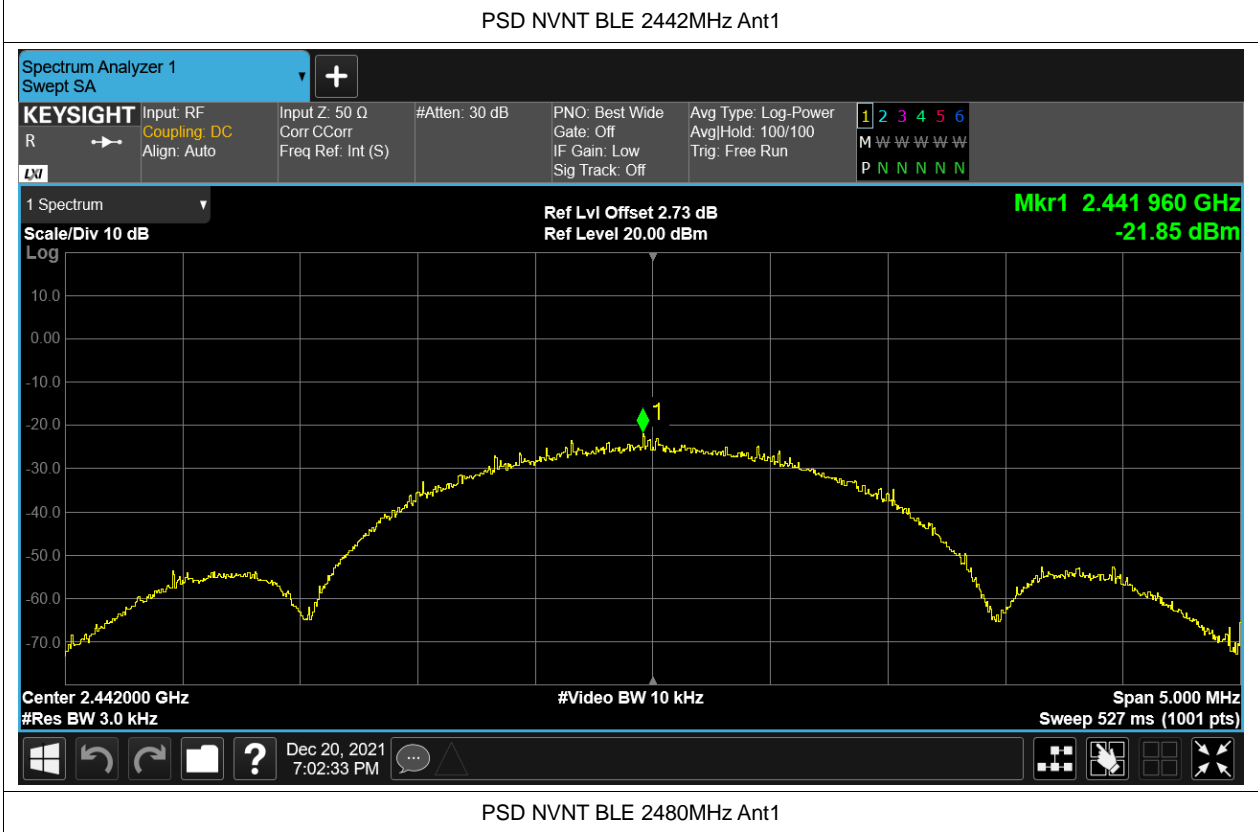 PSD NVNT BLE 2442MHz Ant1
Spectrum Analyzer 1
Swept SA
+
KEYSIGHT
R
LXI
Input: RF
Coupling: DC
Align: Auto
Input Z: 50 Ω
Corr CCorr
Freq Ref: Int (S)
#Atten: 30 dB
PNO: Best Wide
Gate: Off
IF Gain: Low
Sig Track: Off
Avg Type: Log-Power
Avg|Hold: 100/100
Trig: Free Run
1 2 3 4 5 6
M W W W W W
P N N N N N
1 Spectrum
Scale/Div 10 dB
Log
Ref Lvl Offset 2.73 dB
Ref Level 20.00 dBm
Mkr1 2.441 960 GHz
-21.85 dBm
10.0
0.00
-10.0
-20.0
-30.0
-40.0
-50.0
-60.0
-70.0
1
Center 2.442000 GHz
#Res BW 3.0 kHz
#Video BW 10 kHz
Span 5.000 MHz
Sweep 527 ms (1001 pts)
?
Dec 20, 2021
7:02:33 PM
PSD NVNT BLE 2480MHz Ant1